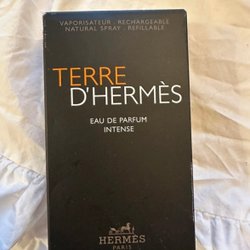 VAPORISATEUR . RECHARGEABLE
NATURAL SPRAY . REFILLABLE
TERRE
D'HERMÈS
EAU DE PARFUM
INTENSE
HERMÈS
PARIS